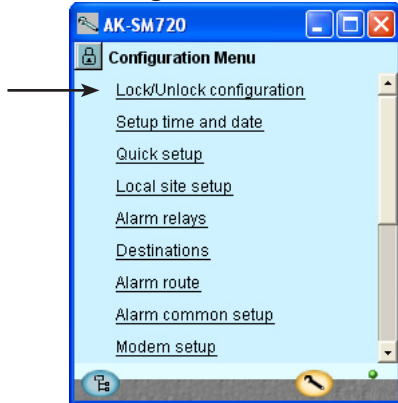 AK-SM720
Configuration Menu
Lock/Unlock configuration
Setup time and date
Quick setup
Local site setup
Alarm relays
Destinations
Alarm route
Alarm common setup
Modem setup